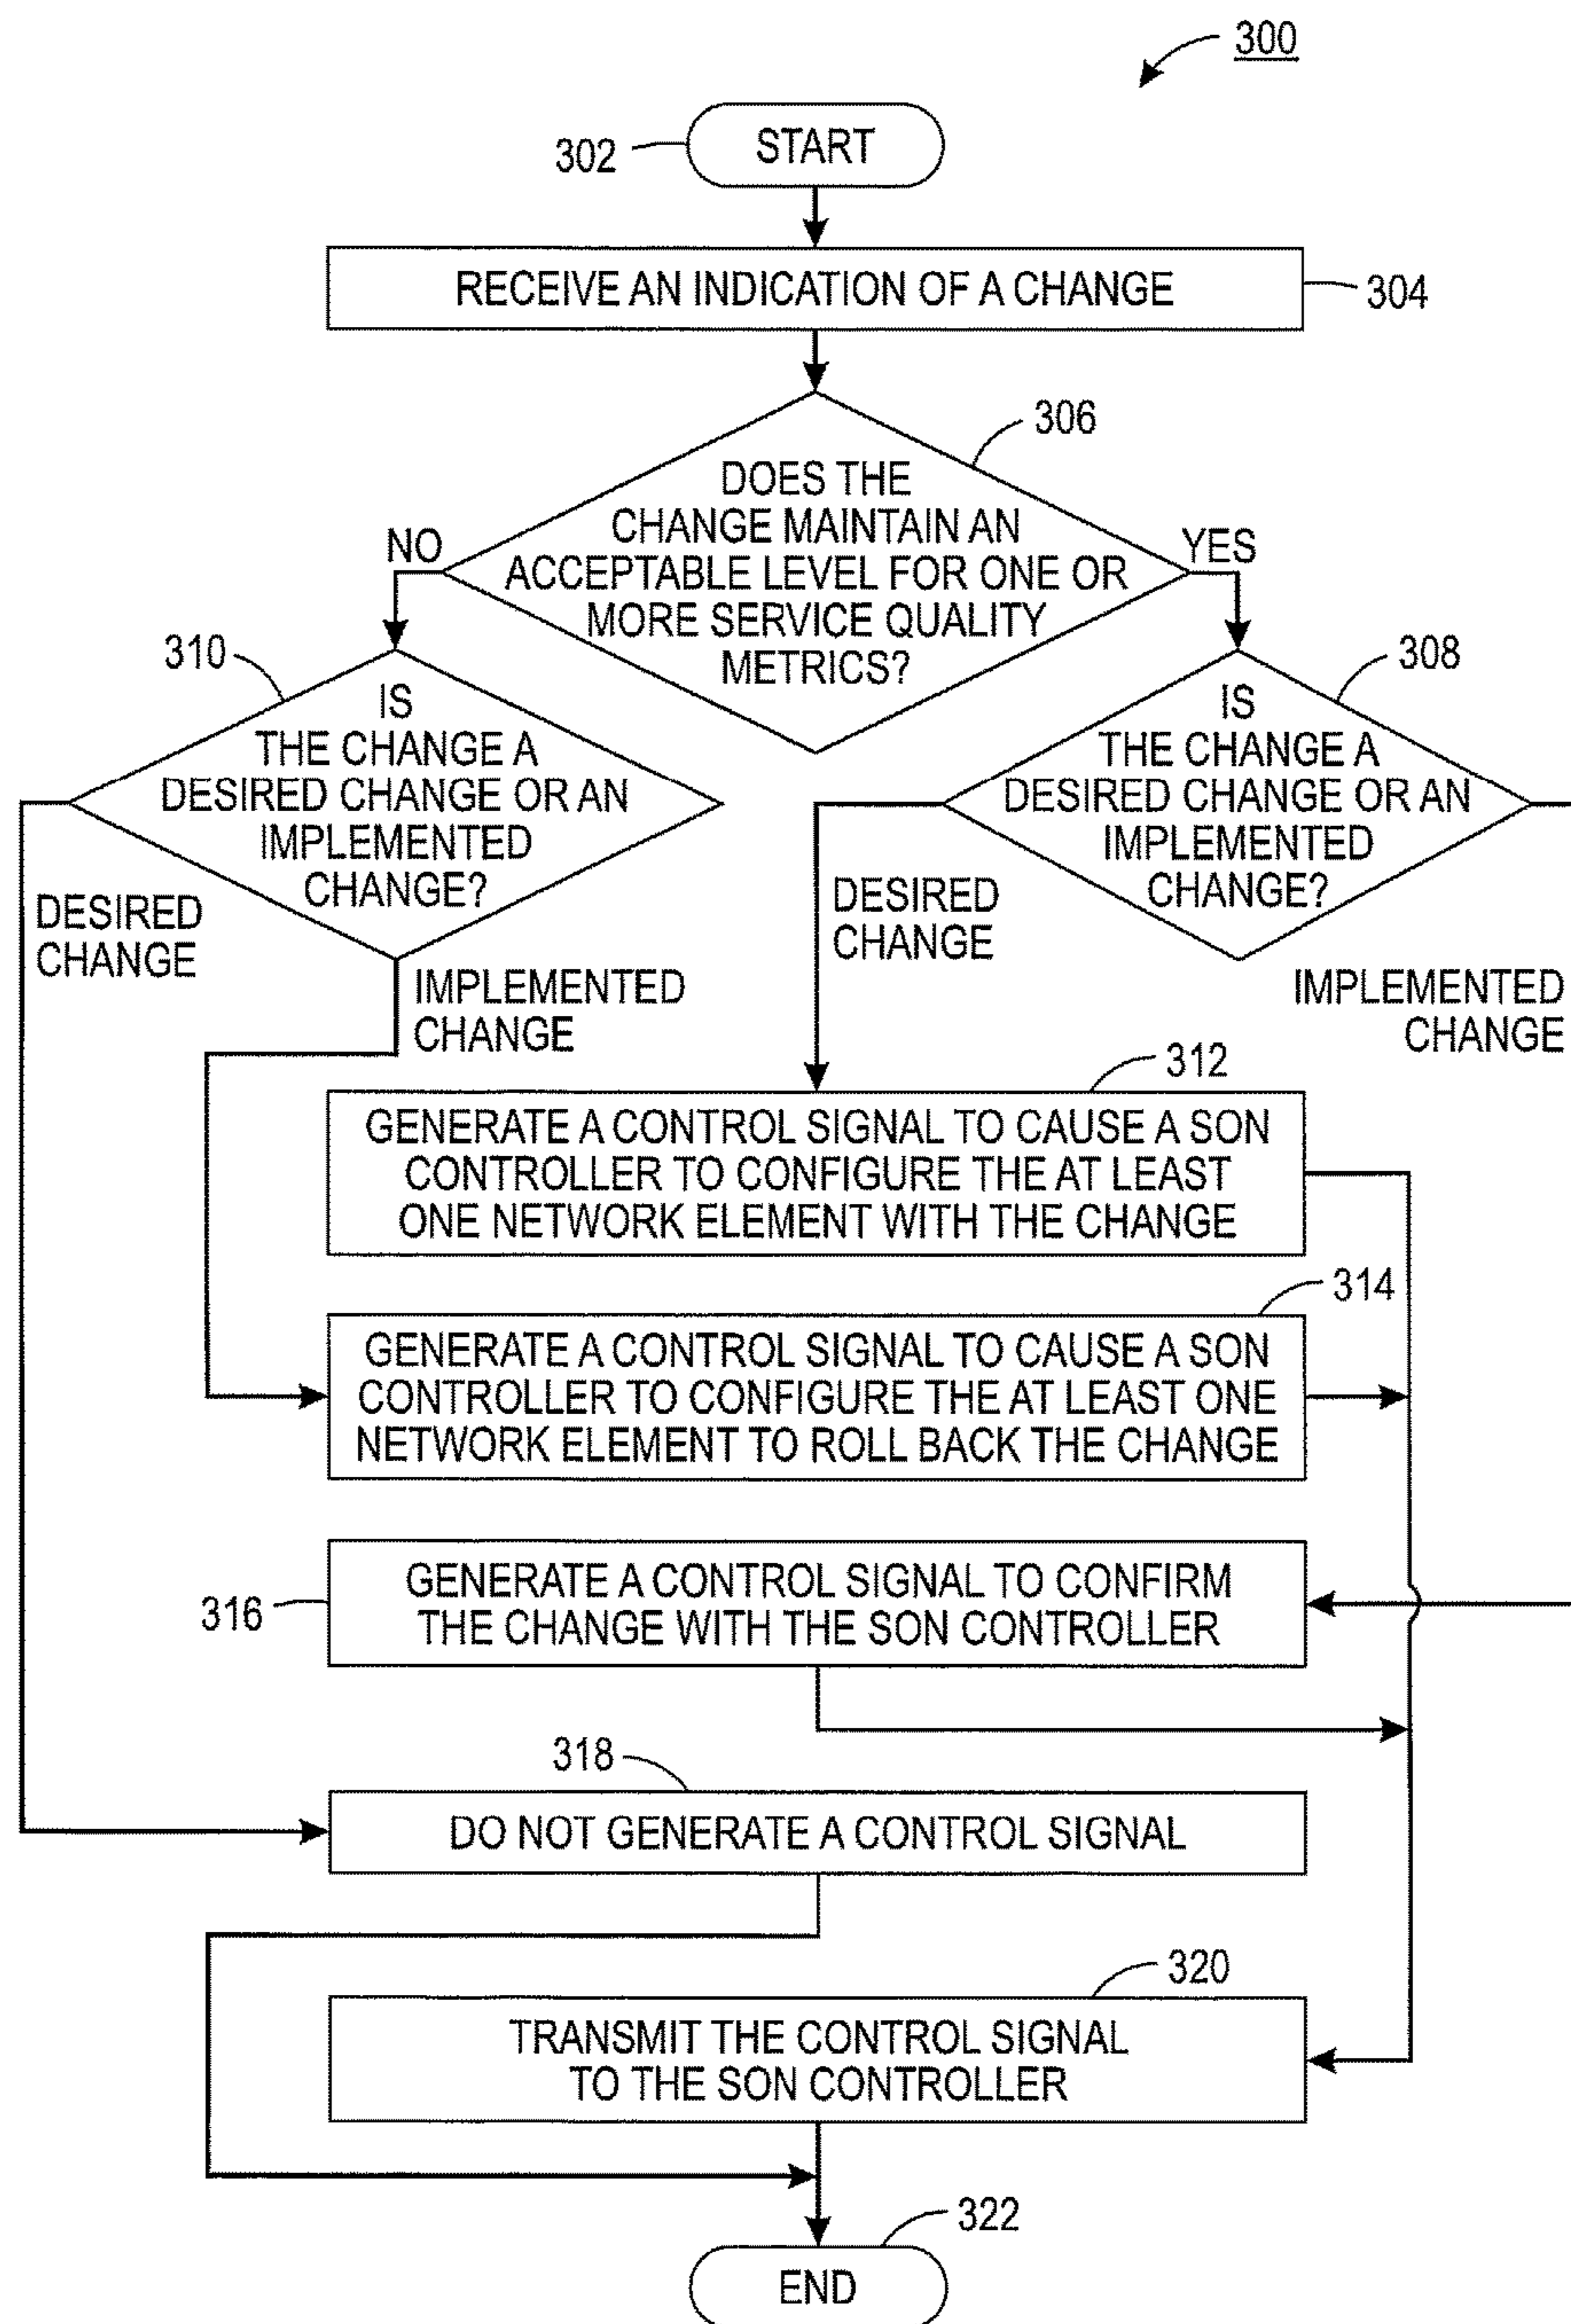 300
302
START
RECEIVE AN INDICATION OF A CHANGE
304
306
DOES THE
CHANGE MAINTAIN AN
ACCEPTABLE LEVEL FOR ONE OR
MORE SERVICE QUALITY
METRICS?
NO
YES
310
IS
THE CHANGE A
DESIRED CHANGE OR AN
IMPLEMENTED
CHANGE?
308
IS
THE CHANGE A
DESIRED CHANGE OR AN
IMPLEMENTED
CHANGE?
DESIRED
CHANGE
IMPLEMENTED
CHANGE
DESIRED
CHANGE
IMPLEMENTED
CHANGE
312
GENERATE A CONTROL SIGNAL TO CAUSE A SON
CONTROLLER TO CONFIGURE THE AT LEAST
ONE NETWORK ELEMENT WITH THE CHANGE
314
GENERATE A CONTROL SIGNAL TO CAUSE A SON
CONTROLLER TO CONFIGURE THE AT LEAST ONE
NETWORK ELEMENT TO ROLL BACK THE CHANGE
316
GENERATE A CONTROL SIGNAL TO CONFIRM
THE CHANGE WITH THE SON CONTROLLER
318
DO NOT GENERATE A CONTROL SIGNAL
320
TRANSMIT THE CONTROL SIGNAL
TO THE SON CONTROLLER
322
END